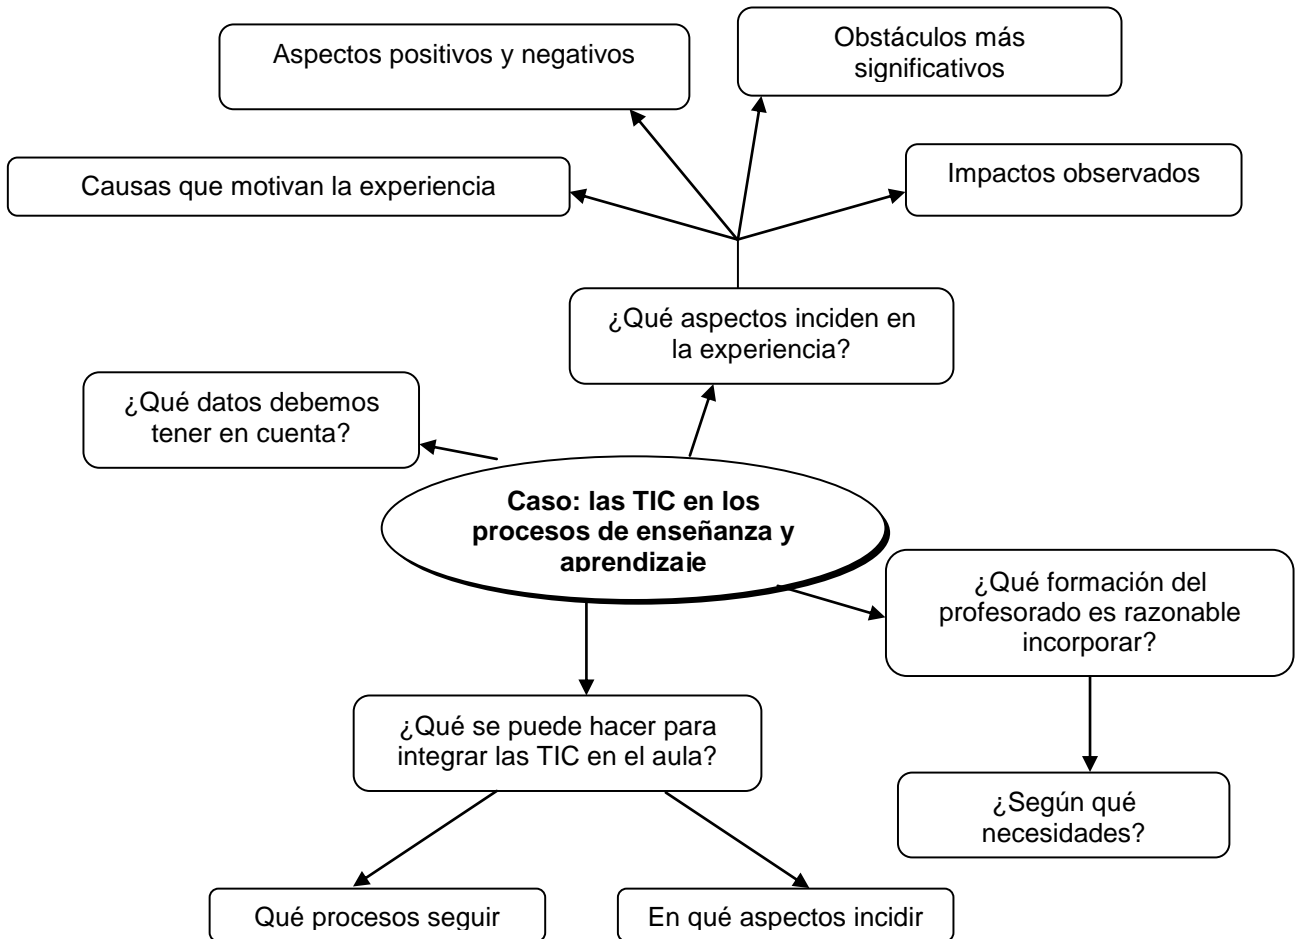 Aspectos positivos y negativos
Obstáculos más
significativos
Causas que motivan la experiencia
Impactos observados
¿Qué aspectos inciden en
la experiencia?
¿Qué datos debemos
tener en cuenta?
Caso: las TIC en los
procesos de enseñanza y
aprendizaje
¿Qué formación del
profesorado es razonable
incorporar?
¿Qué se puede hacer para
integrar las TIC en el aula?
¿Según qué
necesidades?
Qué procesos seguir
En qué aspectos incidir